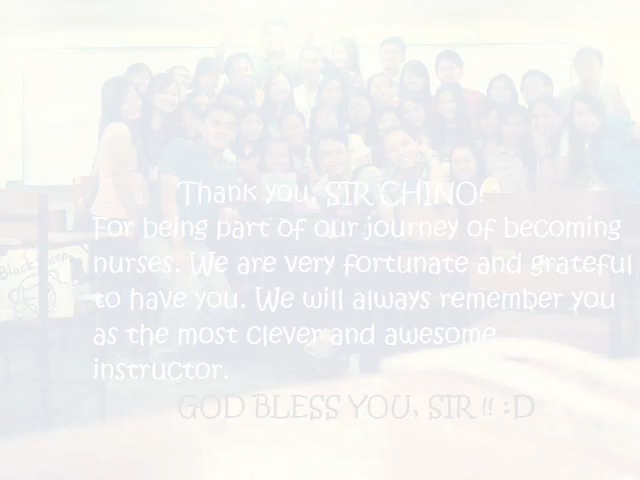 Thank you, SIR CHINO!
For being part of our journey of becoming
nurses. We are very fortunate and grateful
to have you. We will always remember you
as the most clever and awesome
instructor.
GOD BLESS YOU, SIR !! :D
Black